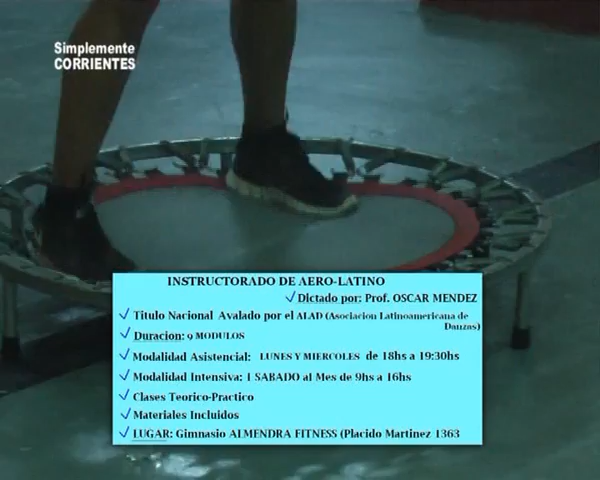 Simplemente
CORRIENTES
INSTRUCTORADO DE AERO-LATINO
✓Dictado por: Prof. OSCAR MENDEZ
✓ Titulo Nacional Avalado por el ALAD (Asociacion Latinoamericana de
Danzas)
✓ Duracion: 9 MODULOS
✓ Modalidad Asistencial: LUNES Y MIERCOLES de 18hs a 19:30hs
✓ Modalidad Intensiva: 1 SABADO al Mes de 9hs a 16hs
✓ Clases Teorico-Practico
✓ Materiales Incluidos
✓ LUGAR: Gimnasio ALMENDRA FITNESS (Placido Martinez 1363